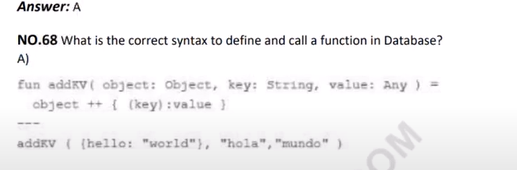 Answer: A
NO.68 What is the correct syntax to define and call a function in Database?
A)
fun addKV( object: Object, key: String, value: Any ) =
object ++ { (key):value }
---
addKV ( {hello: "world"}, "hola","mundo" )
OM